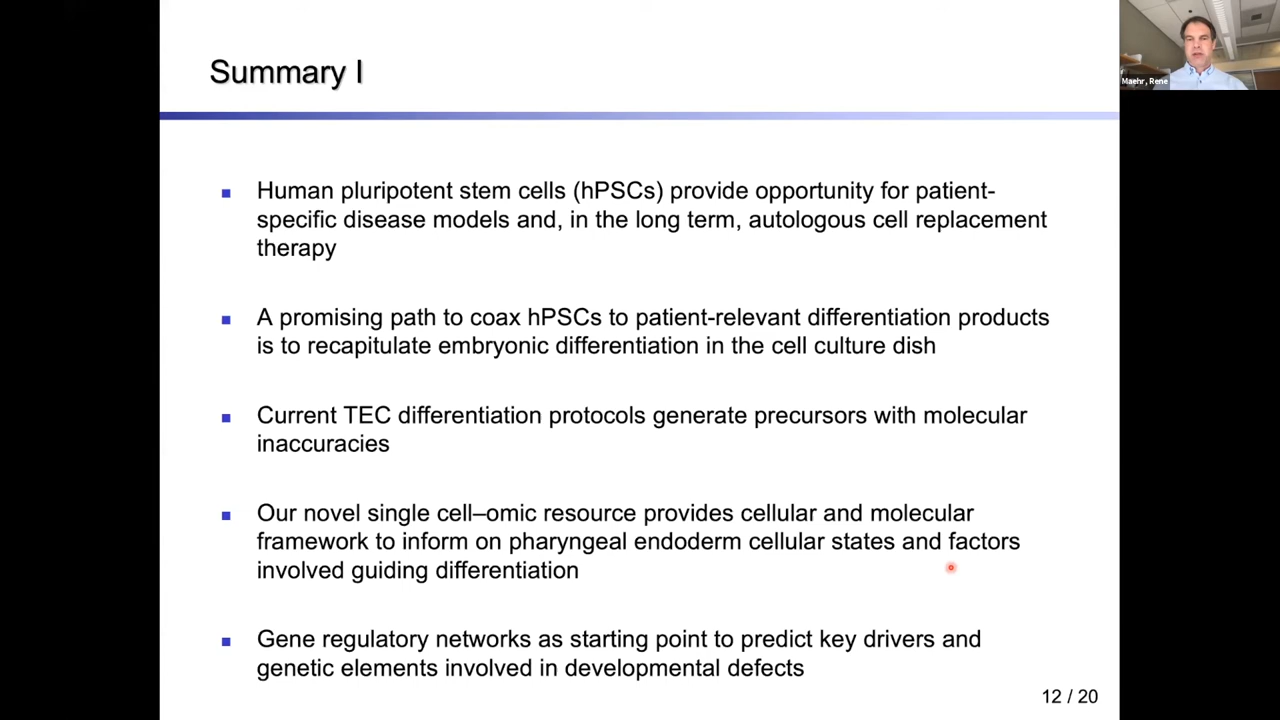 Summary I
Maehr, Rene
Human pluripotent stem cells (hPSCs) provide opportunity for patient-
specific disease models and, in the long term, autologous cell replacement
therapy
A promising path to coax hPSCs to patient-relevant differentiation products
is to recapitulate embryonic differentiation in the cell culture dish
Current TEC differentiation protocols generate precursors with molecular
inaccuracies
Our novel single cell–omic resource provides cellular and molecular
framework to inform on pharyngeal endoderm cellular states and factors
involved guiding differentiation
Gene regulatory networks as starting point to predict key drivers and
genetic elements involved in developmental defects
12 / 20